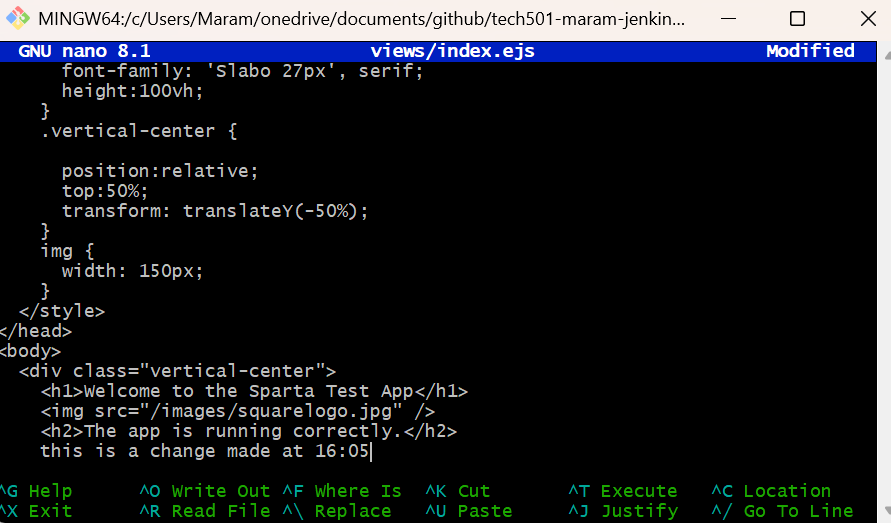 MINGW64:/c/Users/Maram/onedrive/documents/github/tech501-maram-jenkin...
GNU nano 8.1 views/index.ejs Modified
font-family: 'Slabo 27px', serif;
height:100vh;
}
.vertical-center {
position:relative;
top:50%;
transform: translateY(-50%);
}
img {
width: 150px;
}
</style>
</head>
<body>
<div class="vertical-center">
<h1>Welcome to the Sparta Test App</h1>
<img src="/images/squarelogo.jpg" />
<h2>The app is running correctly.</h2>
this is a change made at 16:05
^G Help ^O Write Out ^F Where Is ^K Cut ^T Execute ^C Location
^X Exit ^R Read File ^\ Replace ^U Paste ^J Justify ^/ Go To Line